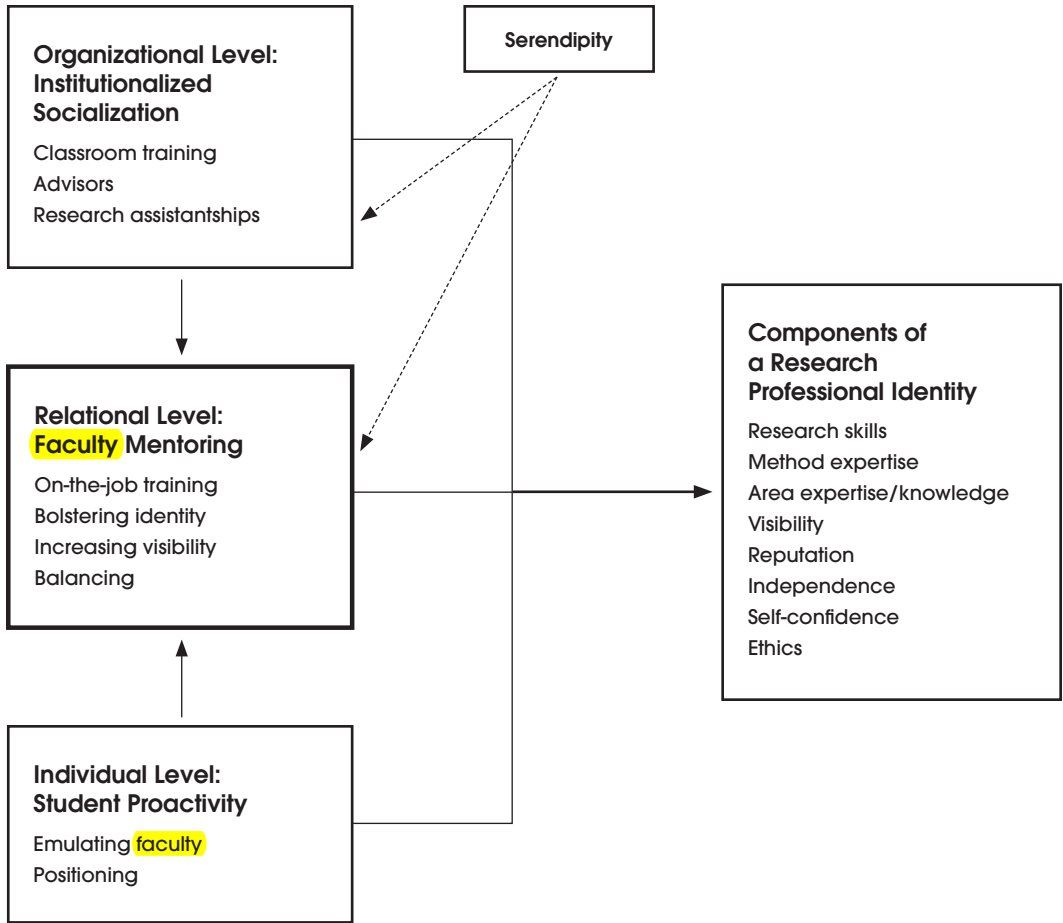 Organizational Level:
Institutionalized
Socialization
Classroom training
Advisors
Research assistantships
Serendipity
Relational Level:
Faculty Mentoring
On-the-job training
Bolstering identity
Increasing visibility
Balancing
Individual Level:
Student Proactivity
Emulating faculty
Positioning
Components of
a Research
Professional Identity
Research skills
Method expertise
Area expertise/knowledge
Visibility
Reputation
Independence
Self-confidence
Ethics